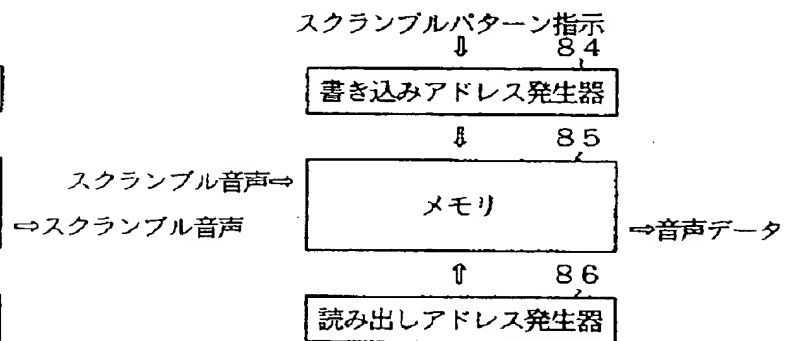 スクランブルパターン指示
⇓ 84
書き込みアドレス発生器
⇓ 85
スクランブル音声⇒
メモリ
⇒スクランブル音声
⇒音声データ
⇑ 86
読み出しアドレス発生器